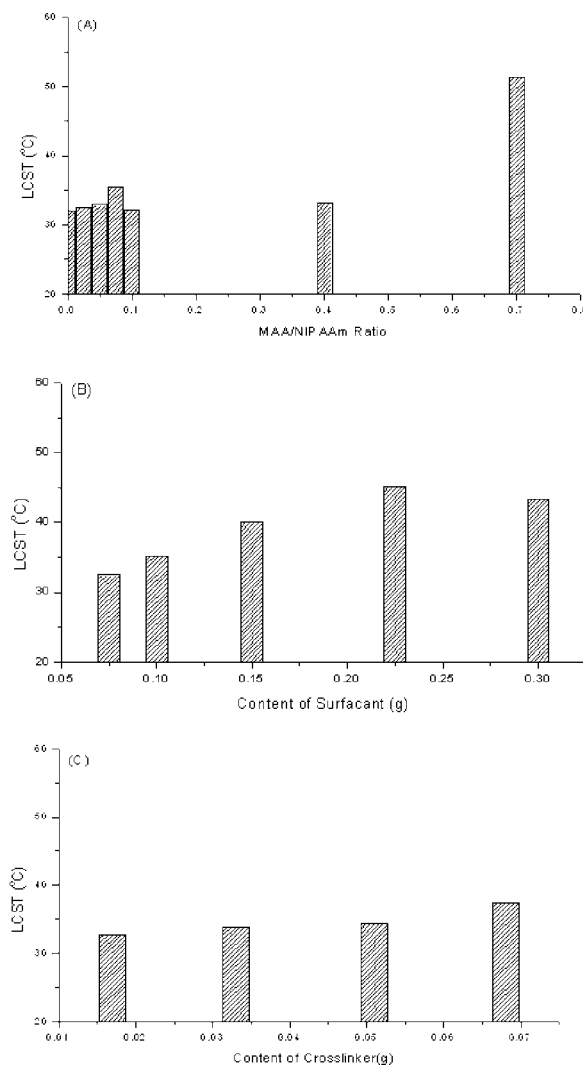 (A)
60
50
40
30
20
LCST (°C)
0.0 0.1 0.2 0.3 0.4 0.5 0.6 0.7 0.8
MAA/NIPAAm Ratio
(B)
60
50
40
30
20
LCST (°C)
0.05 0.10 0.15 0.20 0.25 0.30
Content of Surfacant (g)
(C)
60
50
40
30
20
LCST (°C)
0.01 0.02 0.03 0.04 0.05 0.06 0.07
Content of Crosslinker(g)